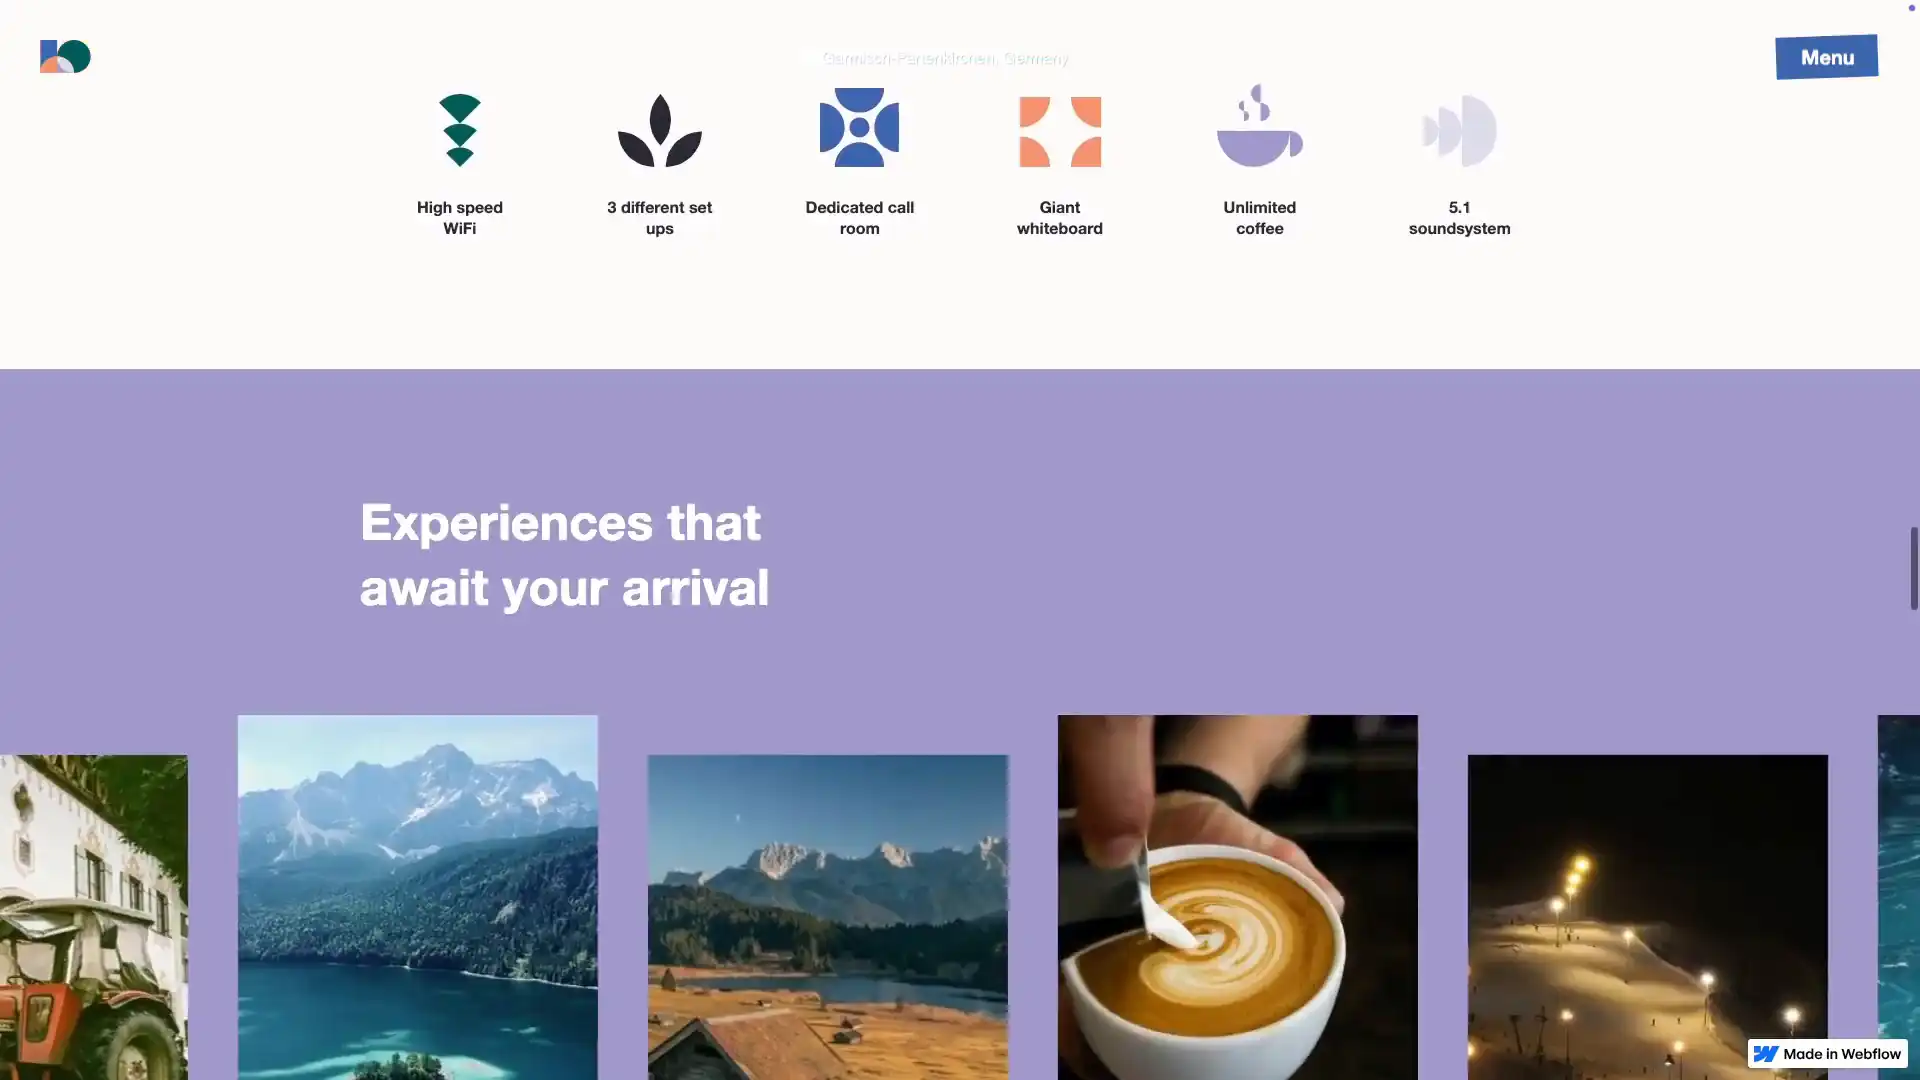 Garmisch-Partenkirchen, Germany
Menu
High speed
WiFi
3 different set
ups
Dedicated call
room
Giant
whiteboard
Unlimited
coffee
5.1
soundsystem
Experiences that
await your arrival
Made in Webflow